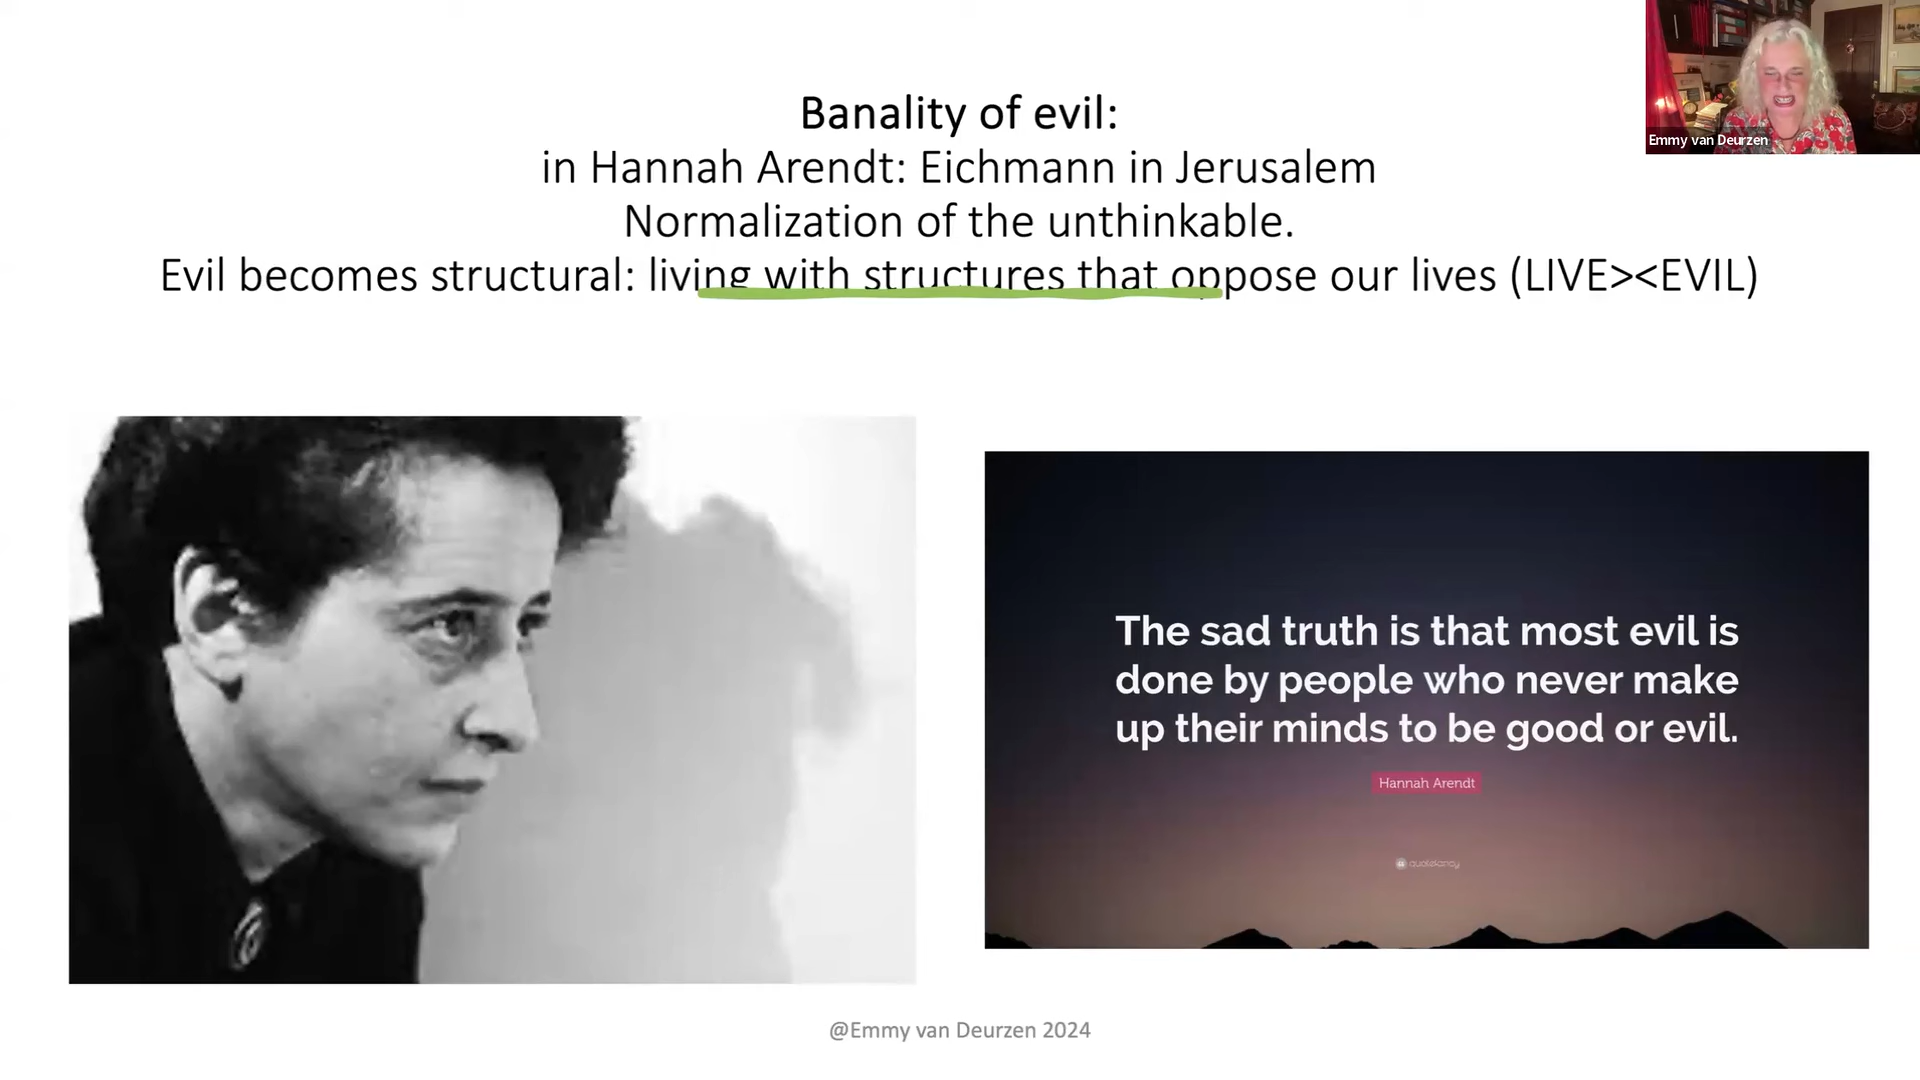 Banality of evil:
in Hannah Arendt: Eichmann in Jerusalem
Normalization of the unthinkable.
Evil becomes structural: living with structures that oppose our lives (LIVE><EVIL)
Emmy van Deurzen
The sad truth is that most evil is
done by people who never make
up their minds to be good or evil.
Hannah Arendt
quotefancy
@Emmy van Deurzen 2024